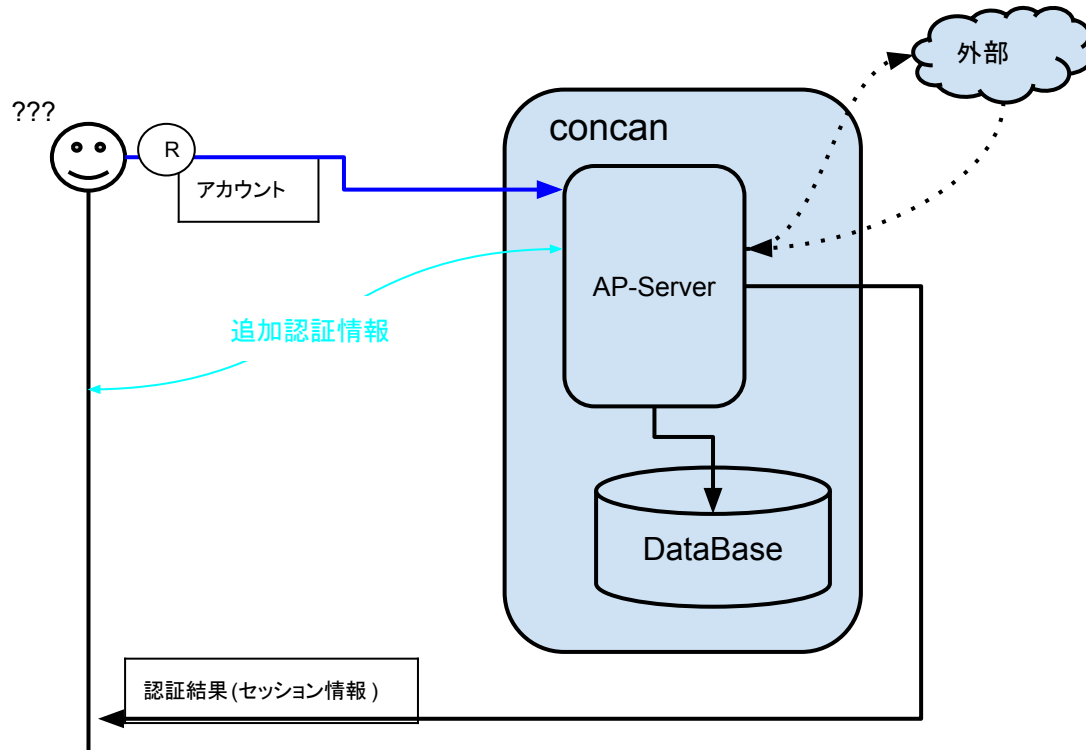 外部
???
concan
R
アカウント
AP-Server
追加認証情報
DataBase
認証結果(セッション情報)